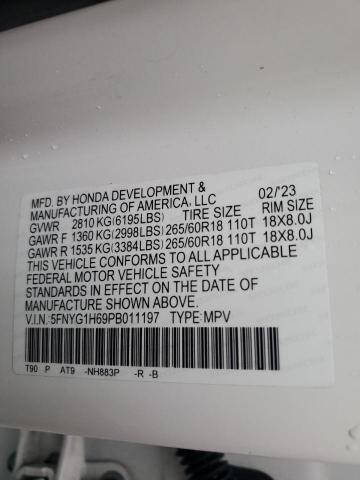 MFD. BY HONDA DEVELOPMENT &
MANUFACTURING OF AMERICA, LLC 02/'23
GVWR 2810 KG(6195LBS) TIRE SIZE RIM SIZE
GAWR F 1360 KG(2998LBS) 265/60R18 110T 18X8.0J
GAWR R 1535 KG(3384LBS) 265/60R18 110T 18X8.0J
THIS VEHICLE CONFORMS TO ALL APPLICABLE
FEDERAL MOTOR VEHICLE SAFETY
STANDARDS IN EFFECT ON THE DATE OF
MANUFACTURE SHOWN ABOVE.
V.I.N.: 5FNYG1H69PB011197 TYPE: MPV
T90 P AT9 -NH883P -R -B